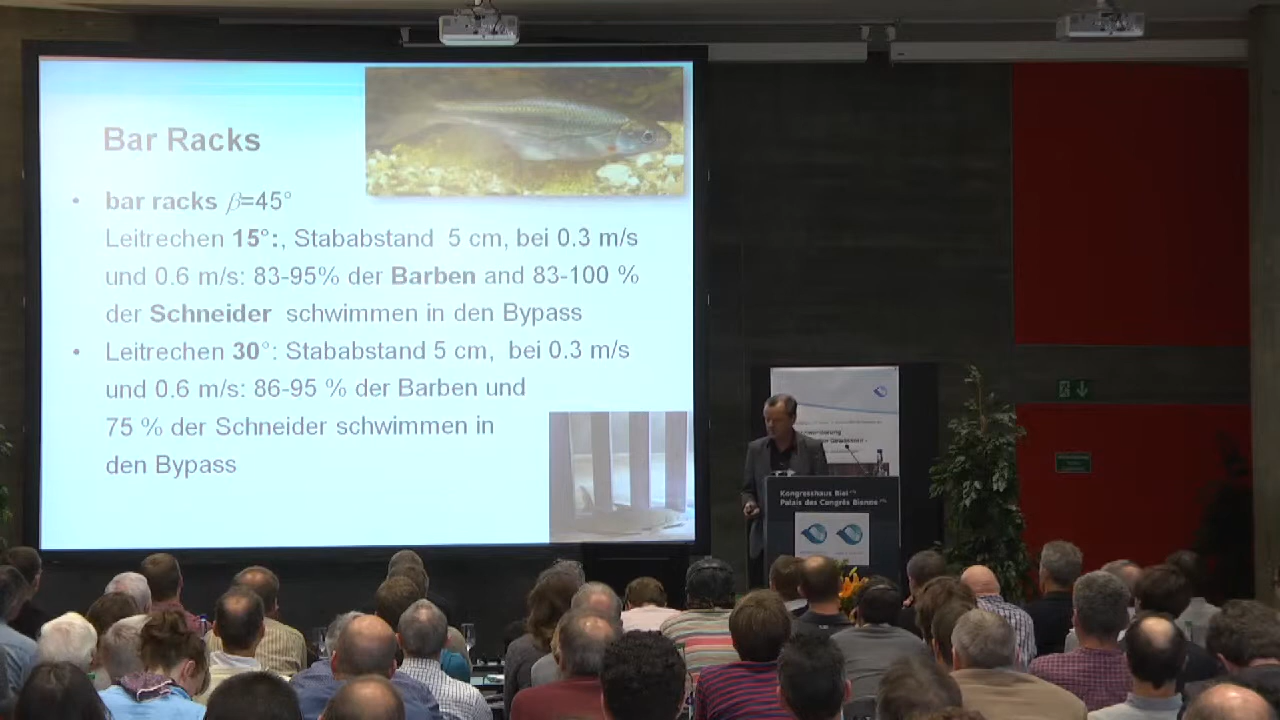 Bar Racks
• bar racks β=45°
Leitrechen 15°:, Stababstand 5 cm, bei 0.3 m/s
und 0.6 m/s: 83-95% der Barben and 83-100 %
der Schneider schwimmen in den Bypass
• Leitrechen 30°: Stababstand 5 cm, bei 0.3 m/s
und 0.6 m/s: 86-95 % der Barben und
75 % der Schneider schwimmen in
den Bypass
Kongresshaus Biel
Palais des Congrès Bienne